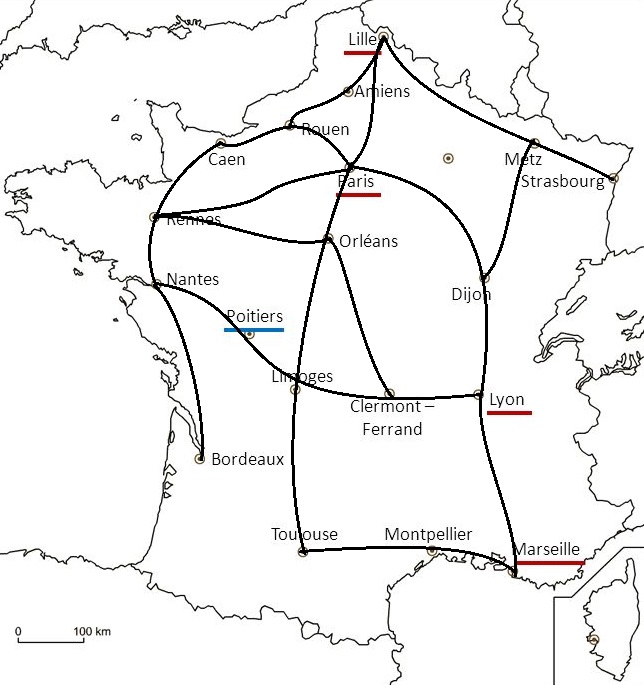 Lille
Amiens
Rouen
Caen
Metz
Strasbourg
Paris
Rennes
Orléans
Nantes
Dijon
Poitiers
Limoges
Lyon
Clermont –
Ferrand
Bordeaux
Toulouse
Montpellier
Marseille
0 100 km